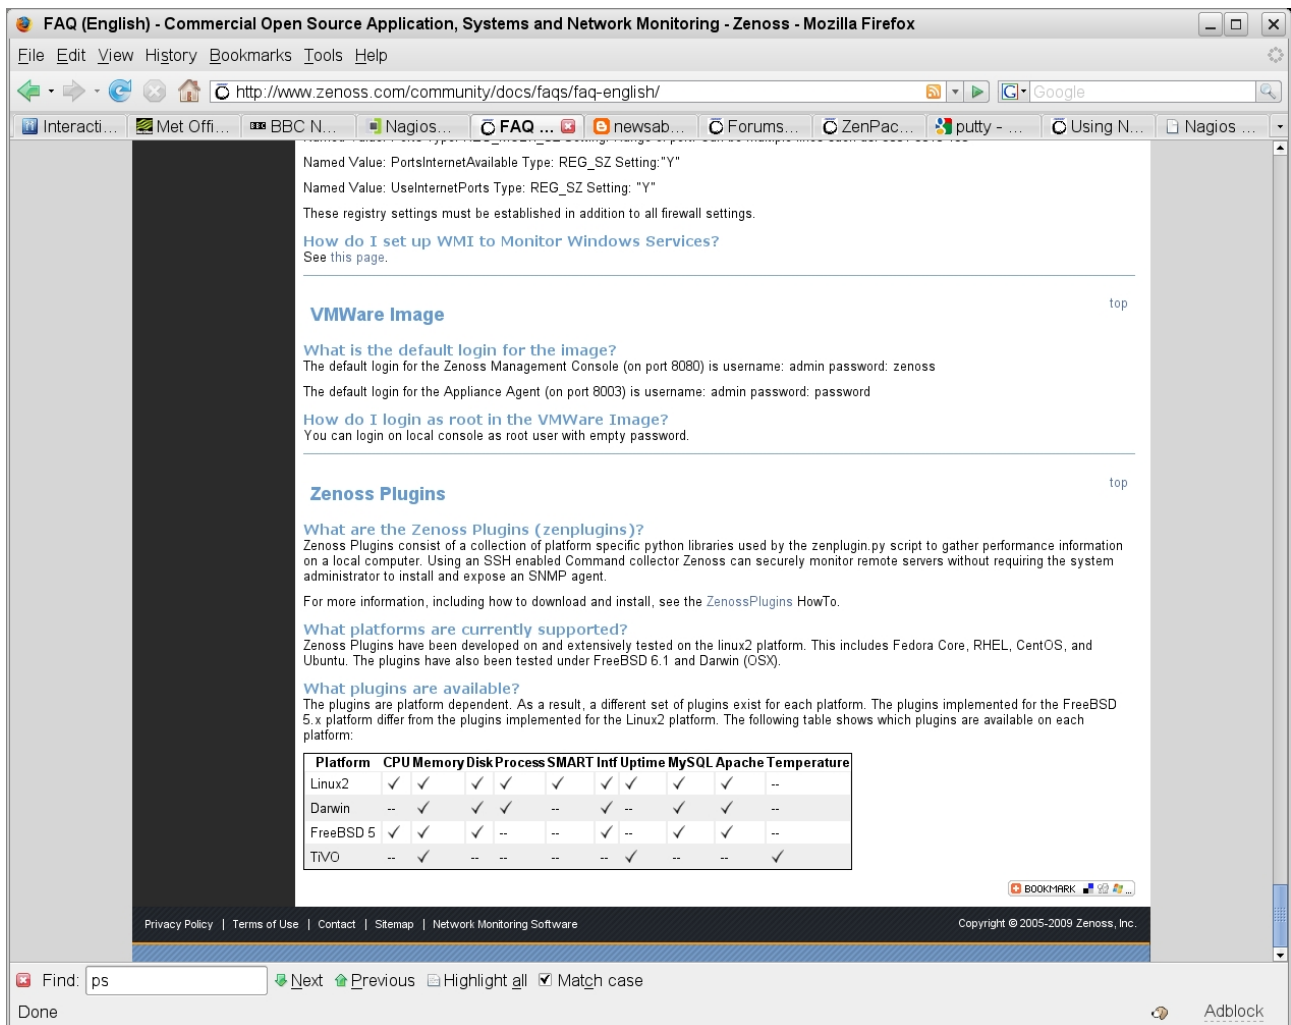 FAQ (English) - Commercial Open Source Application, Systems and Network Monitoring - Zenoss - Mozilla Firefox
File Edit View History Bookmarks Tools Help
http://www.zenoss.com/community/docs/faqs/faq-english/ Google
Interacti... Met Offi... BBC N... Nagios... FAQ ... newsab... Forums... ZenPac... putty - ... Using N... Nagios ...
Named Value: PortsInternetAvailable Type: REG_SZ Setting:"Y"
Named Value: UseInternetPorts Type: REG_SZ Setting: "Y"
These registry settings must be established in addition to all firewall settings.
How do I set up WMI to Monitor Windows Services?
See this page.
top
VMWare Image
What is the default login for the image?
The default login for the Zenoss Management Console (on port 8080) is username: admin password: zenoss
The default login for the Appliance Agent (on port 8003) is username: admin password: password
How do I login as root in the VMWare Image?
You can login on local console as root user with empty password.
top
Zenoss Plugins
What are the Zenoss Plugins (zenplugins)?
Zenoss Plugins consist of a collection of platform specific python libraries used by the zenplugin.py script to gather performance information
on a local computer. Using an SSH enabled Command collector Zenoss can securely monitor remote servers without requiring the system
administrator to install and expose an SNMP agent.
For more information, including how to download and install, see the ZenossPlugins HowTo.
What platforms are currently supported?
Zenoss Plugins have been developed on and extensively tested on the linux2 platform. This includes Fedora Core, RHEL, CentOS, and
Ubuntu. The plugins have also been tested under FreeBSD 6.1 and Darwin (OSX).
What plugins are available?
The plugins are platform dependent. As a result, a different set of plugins exist for each platform. The plugins implemented for the FreeBSD
5.x platform differ from the plugins implemented for the Linux2 platform. The following table shows which plugins are available on each
platform:
Platform CPU Memory Disk Process SMART Intf Uptime MySQL Apache Temperature
Linux2 ✓ ✓ ✓ ✓ ✓ ✓ ✓ ✓ ✓ --
Darwin -- ✓ ✓ ✓ -- ✓ -- ✓ ✓ --
FreeBSD 5 ✓ ✓ ✓ -- -- ✓ -- ✓ ✓ --
TiVO -- ✓ -- -- -- -- ✓ -- -- ✓
BOOKMARK ...
Privacy Policy | Terms of Use | Contact | Sitemap | Network Monitoring Software Copyright © 2005-2009 Zenoss, Inc.
Find: ps Next Previous Highlight all Match case
Done Adblock